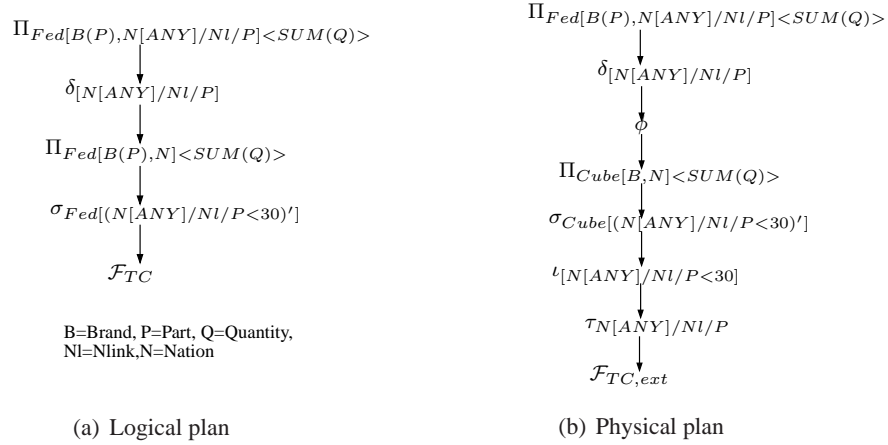 Π_{Fed[B(P),N[ANY]/Nl/P]<SUM(Q)>}
δ_{[N[ANY]/Nl/P]}
Π_{Fed[B(P),N]<SUM(Q)>}
σ_{Fed[(N[ANY]/Nl/P<30)']}
ℱ_{TC}
B=Brand, P=Part, Q=Quantity,
Nl=Nlink,N=Nation
(a) Logical plan
Π_{Fed[B(P),N[ANY]/Nl/P]<SUM(Q)>}
δ_{[N[ANY]/Nl/P]}
ϕ
Π_{Cube[B,N]<SUM(Q)>}
σ_{Cube[(N[ANY]/Nl/P<30)']}
ι_{[N[ANY]/Nl/P<30]}
τ_{N[ANY]/Nl/P}
ℱ_{TC,ext}
(b) Physical plan